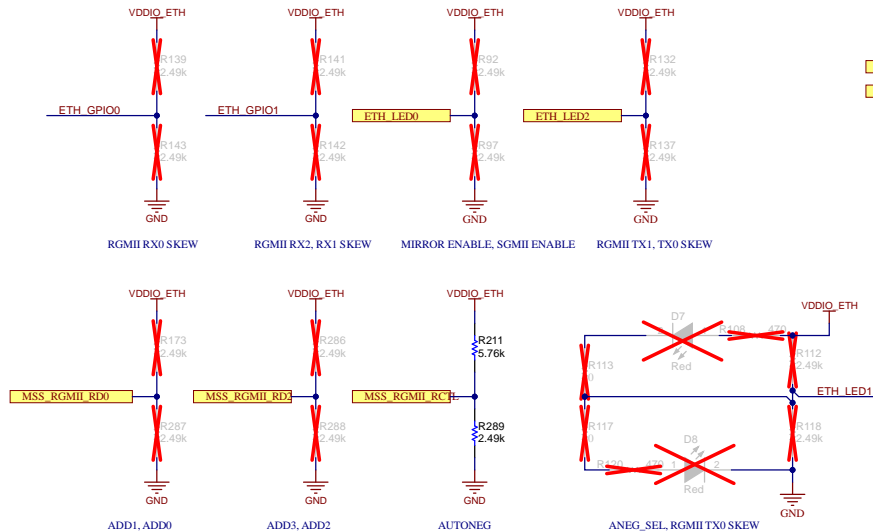 VDDIO_ETH VDDIO_ETH VDDIO_ETH VDDIO_ETH
R139 R141 R92 R132
2.49k 2.49k 2.49k 2.49k
ETH_GPIO0 ETH_GPIO1 ETH_LED0 ETH_LED2
R143 R142 R97 R137
2.49k 2.49k 2.49k 2.49k
GND GND GND GND
RGMII RX0 SKEW RGMII RX2, RX1 SKEW MIRROR ENABLE, SGMII ENABLE RGMII TX1, TX0 SKEW
VDDIO_ETH VDDIO_ETH VDDIO_ETH VDDIO_ETH
D7
R108 470
R173 R286 R211 Red R112
2.49k 2.49k 5.76k R113 2.49k
0
MSS_RGMII_RD0 MSS_RGMII_RD2 MSS_RGMII_RCTL ETH_LED1
R287 R288 R289 R117 R118
2.49k 2.49k 2.49k 0 2.49k
D8
R120 470 1 2
Red
GND GND GND GND
ADD1, ADD0 ADD3, ADD2 AUTONEG ANEG_SEL, RGMII TX0 SKEW